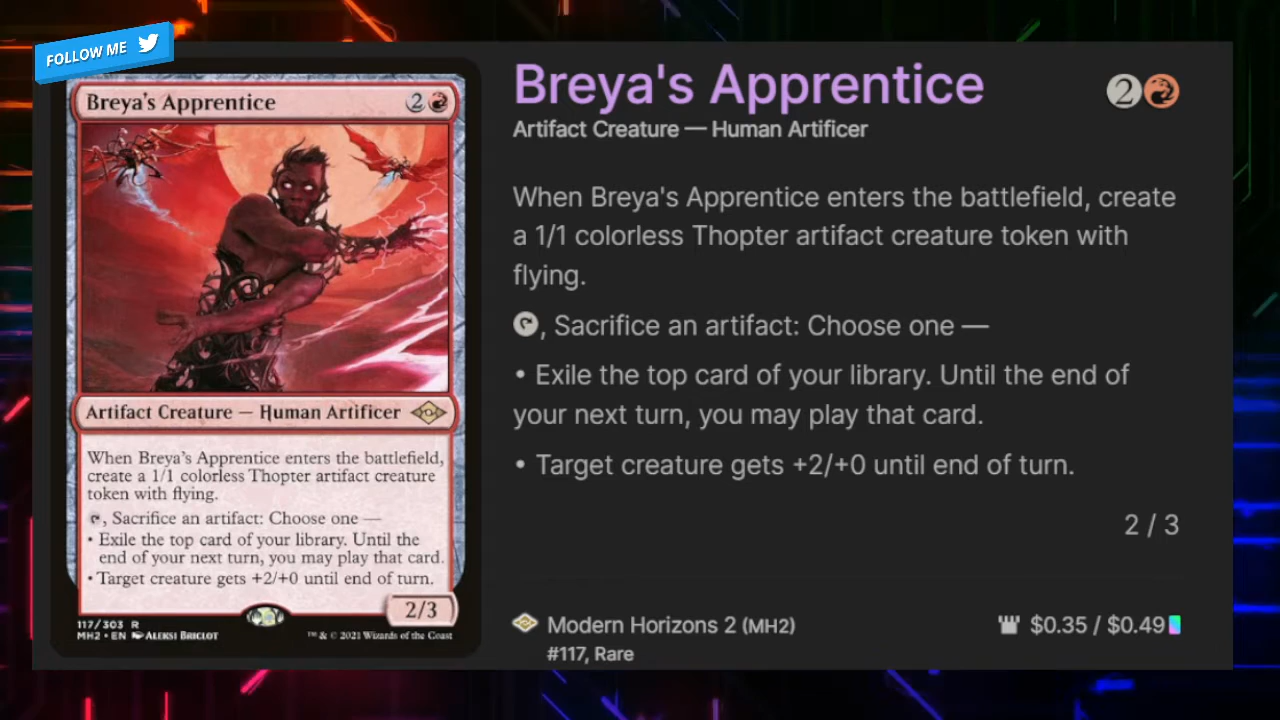 FOLLOW ME
Breya's Apprentice 2
Artifact Creature — Human Artificer
When Breya's Apprentice enters the battlefield,
create a 1/1 colorless Thopter artifact creature
token with flying.
, Sacrifice an artifact: Choose one —
• Exile the top card of your library. Until the
end of your next turn, you may play that card.
• Target creature gets +2/+0 until end of turn.
2/3
117/303 R
MH2 • EN ALEKSI BRICLOT
™ & © 2021 Wizards of the Coast
Breya's Apprentice 2
Artifact Creature — Human Artificer
When Breya's Apprentice enters the battlefield, create
a 1/1 colorless Thopter artifact creature token with
flying.
, Sacrifice an artifact: Choose one —
• Exile the top card of your library. Until the end of
your next turn, you may play that card.
• Target creature gets +2/+0 until end of turn.
2 / 3
Modern Horizons 2 (MH2)
#117, Rare
$0.35 / $0.49